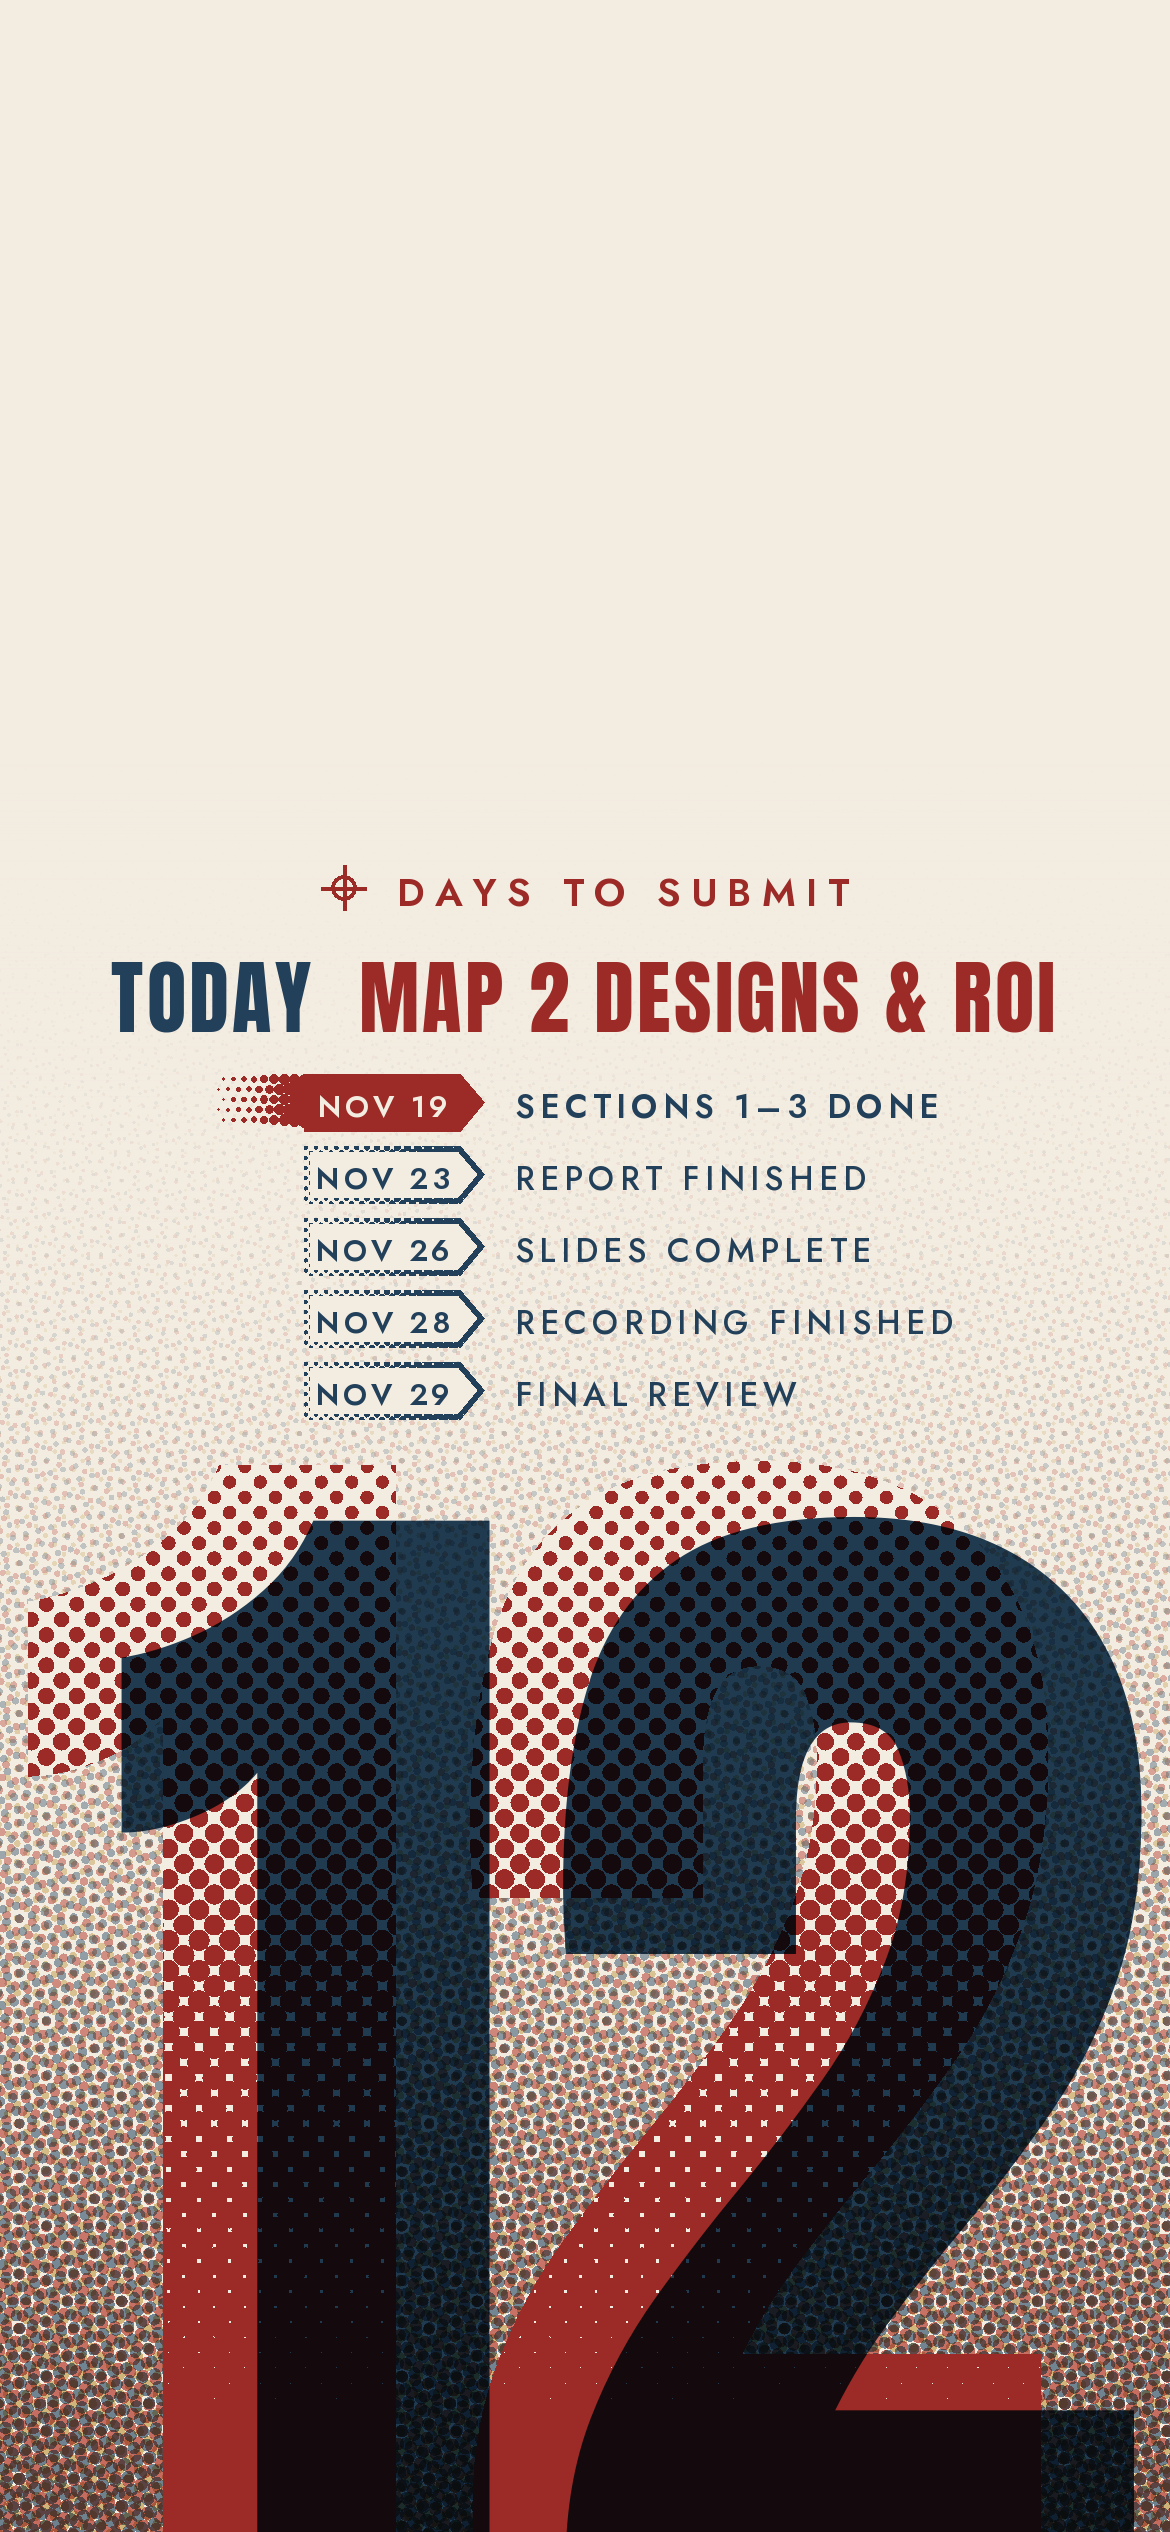 DAYS TO SUBMIT
TODAY MAP 2 DESIGNS & ROI
NOV 19 SECTIONS 1–3 DONE
NOV 23 REPORT FINISHED
NOV 26 SLIDES COMPLETE
NOV 28 RECORDING FINISHED
NOV 29 FINAL REVIEW
12